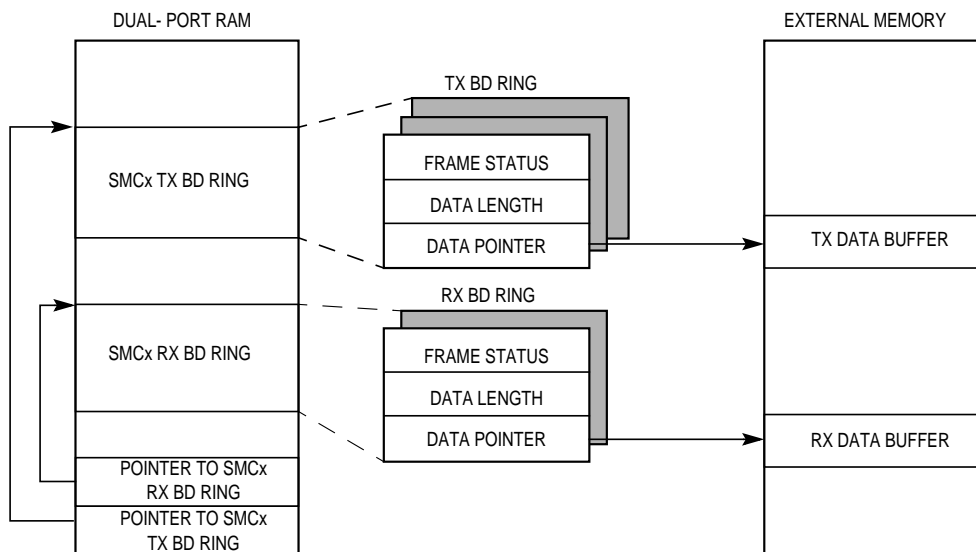 DUAL- PORT RAM
EXTERNAL MEMORY
TX BD RING
FRAME STATUS
SMCx TX BD RING
DATA LENGTH
DATA POINTER
TX DATA BUFFER
RX BD RING
SMCx RX BD RING
FRAME STATUS
DATA LENGTH
DATA POINTER
RX DATA BUFFER
POINTER TO SMCx
RX BD RING
POINTER TO SMCx
TX BD RING